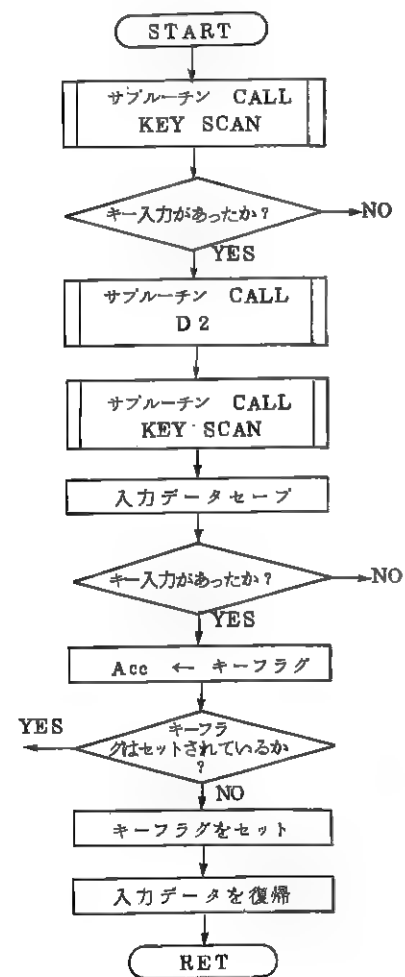 START
サブルーチン CALL
KEY SCAN
キー入力があったか?
NO
YES
サブルーチン CALL
D2
サブルーチン CALL
KEY SCAN
入力データセーブ
キー入力があったか?
NO
YES
Acc ← キーフラグ
YES
キーフラ
グはセットされているか
?
NO
キーフラグをセット
入力データを復帰
RET